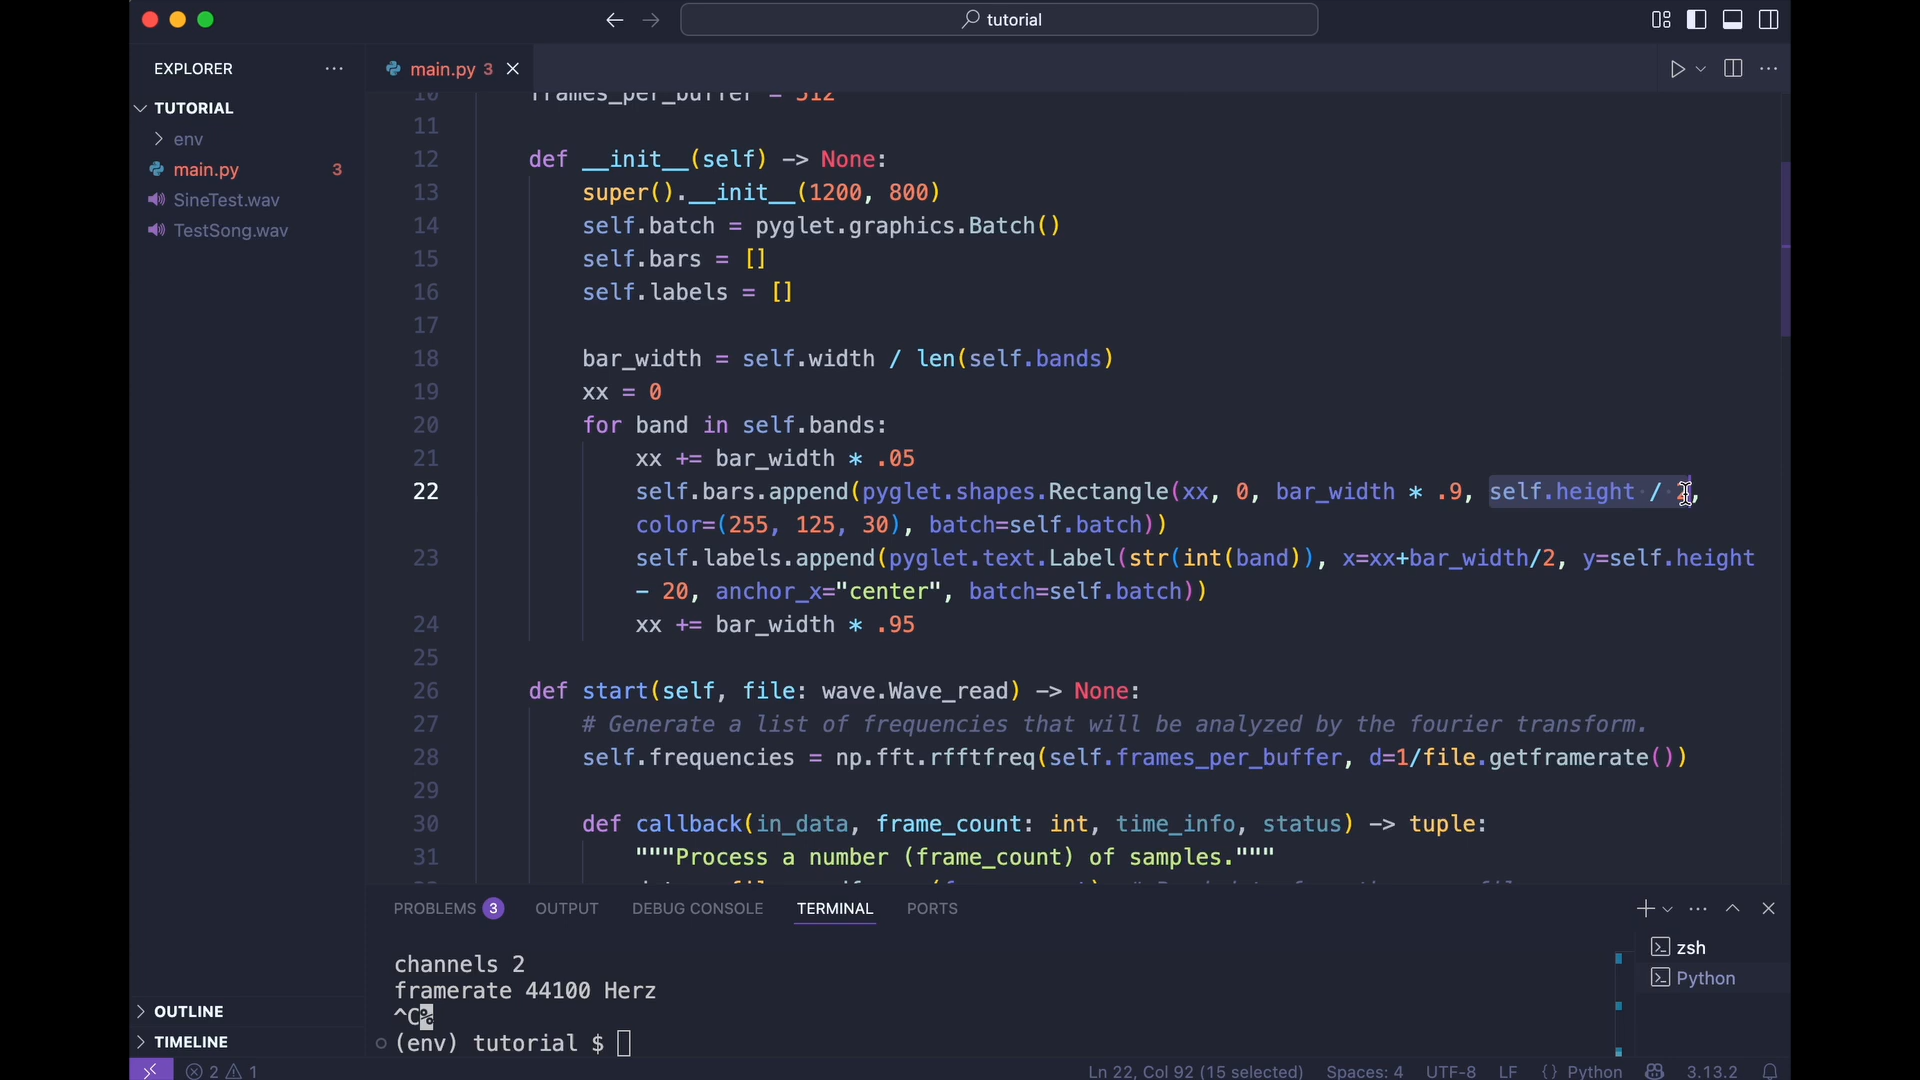 tutorial
EXPLORER
main.py 3
TUTORIAL
env
main.py 3
SineTest.wav
TestSong.wav
OUTLINE
TIMELINE
10 frames_per_buffer = 512
11
12 def __init__(self) -> None:
13 super().__init__(1200, 800)
14 self.batch = pyglet.graphics.Batch()
15 self.bars = []
16 self.labels = []
17
18 bar_width = self.width / len(self.bands)
19 xx = 0
20 for band in self.bands:
21 xx += bar_width * .05
22 self.bars.append(pyglet.shapes.Rectangle(xx, 0, bar_width * .9, self.height / 2,
color=(255, 125, 30), batch=self.batch))
23 self.labels.append(pyglet.text.Label(str(int(band)), x=xx+bar_width/2, y=self.height
- 20, anchor_x="center", batch=self.batch))
24 xx += bar_width * .95
25
26 def start(self, file: wave.Wave_read) -> None:
27 # Generate a list of frequencies that will be analyzed by the fourier transform.
28 self.frequencies = np.fft.rfftfreq(self.frames_per_buffer, d=1/file.getframerate())
29
30 def callback(in_data, frame_count: int, time_info, status) -> tuple:
31 """Process a number (frame_count) of samples."""
PROBLEMS 3 OUTPUT DEBUG CONSOLE TERMINAL PORTS
channels 2
framerate 44100 Herz
^C%
(env) tutorial $
zsh
Python
2 1
Ln 22, Col 92 (15 selected) Spaces: 4 UTF-8 LF {} Python 3.13.2